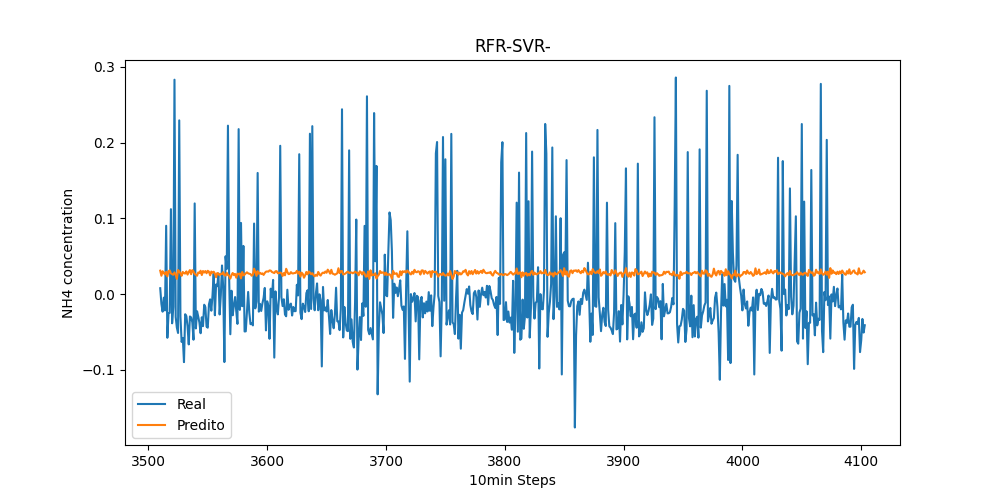 RFR-SVR-
NH4 concentration
0.3
0.2
0.1
0.0
−0.1
Real
Predito
3500 3600 3700 3800 3900 4000 4100
10min Steps